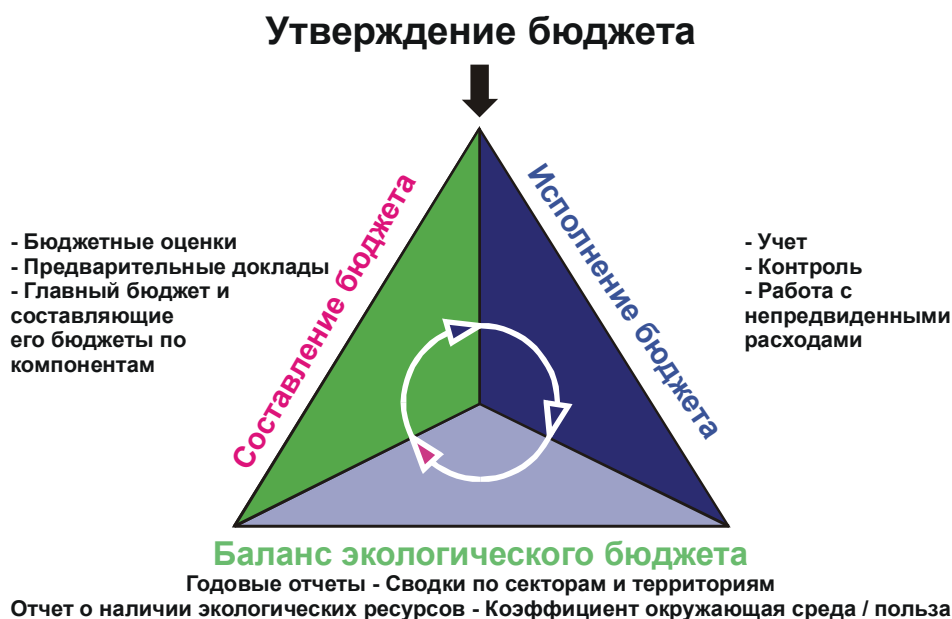 Утверждение бюджета
Составление бюджета
Исполнение бюджета
- Бюджетные оценки
- Предварительные доклады
- Главный бюджет и
составляющие
его бюджеты по
компонентам
- Учет
- Контроль
- Работа с
непредвиденными
расходами
Баланс экологического бюджета
Годовые отчеты - Сводки по секторам и территориям
Отчет о наличии экологических ресурсов - Коэффициент окружающая среда / польза